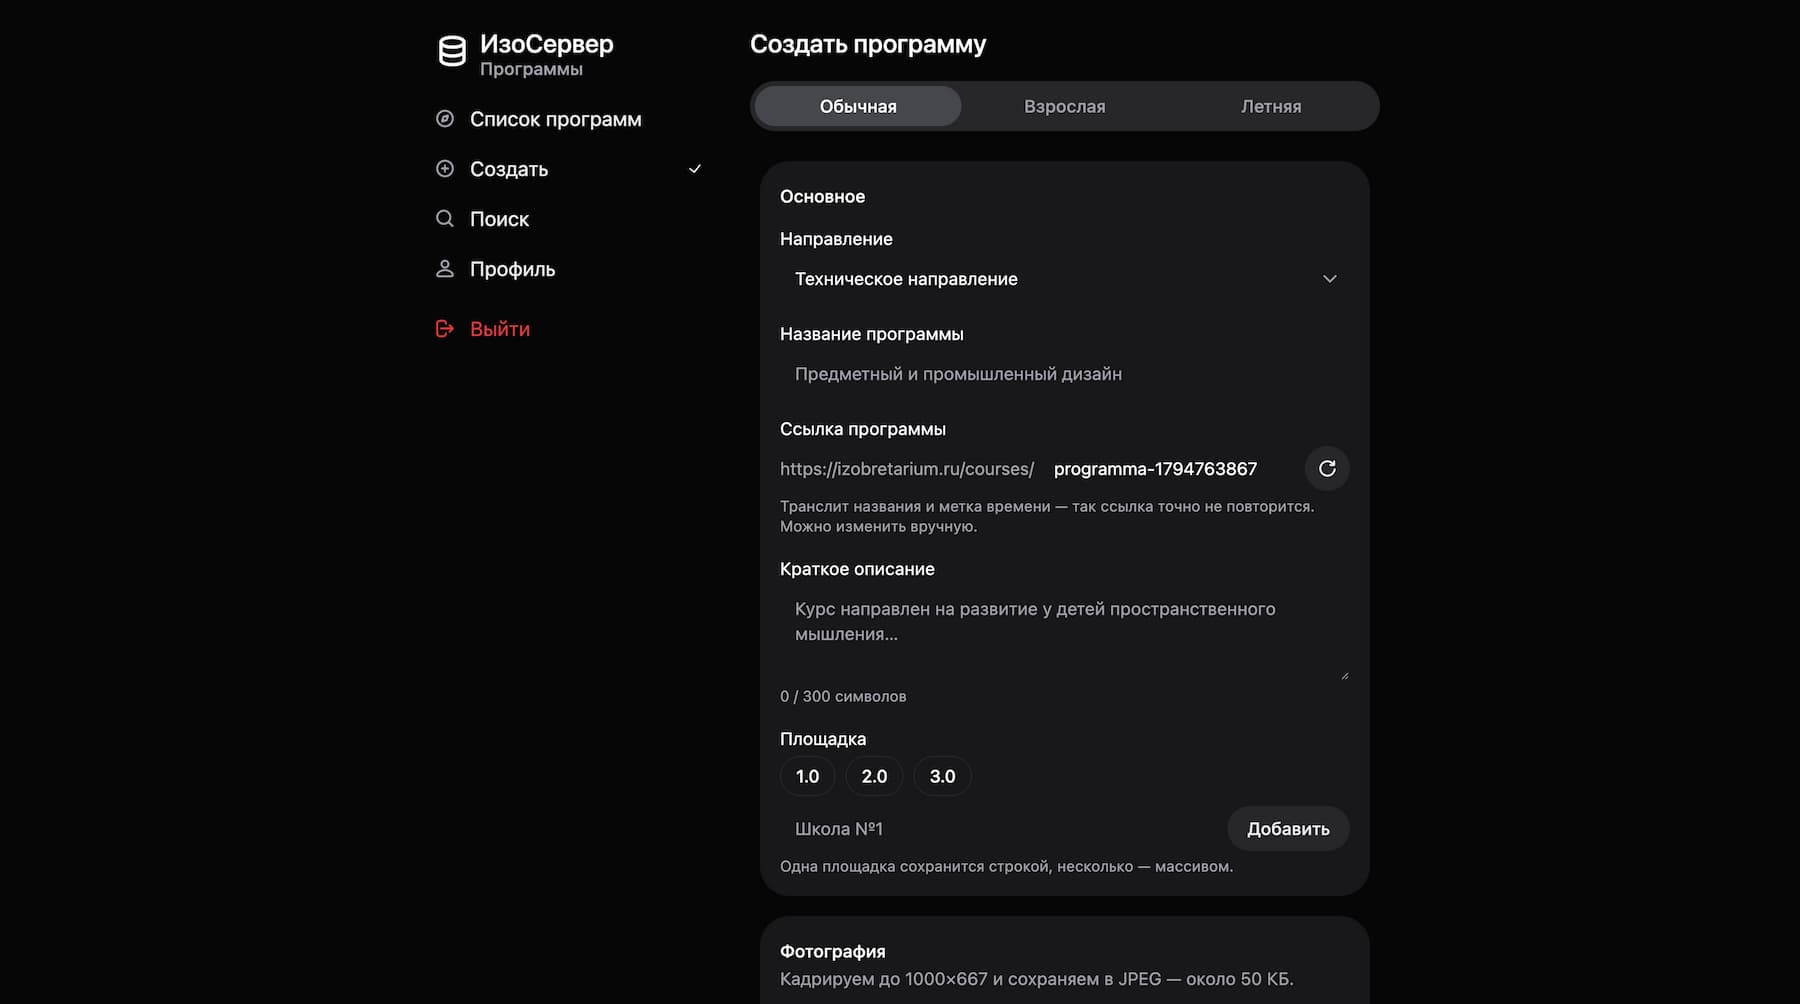 ИзоСервер
Программы
Список программ
Создать
Поиск
Профиль
Выйти
Создать программу
Обычная
Взрослая
Летняя
Основное
Направление
Техническое направление
Название программы
Предметный и промышленный дизайн
Ссылка программы
https://izobretarium.ru/courses/ programma-1794763867
Транслит названия и метка времени — так ссылка точно не повторится.
Можно изменить вручную.
Краткое описание
Курс направлен на развитие у детей пространственного
мышления...
0 / 300 символов
Площадка
1.0
2.0
3.0
Школа №1
Добавить
Одна площадка сохранится строкой, несколько — массивом.
Фотография
Кадрируем до 1000×667 и сохраняем в JPEG — около 50 КБ.